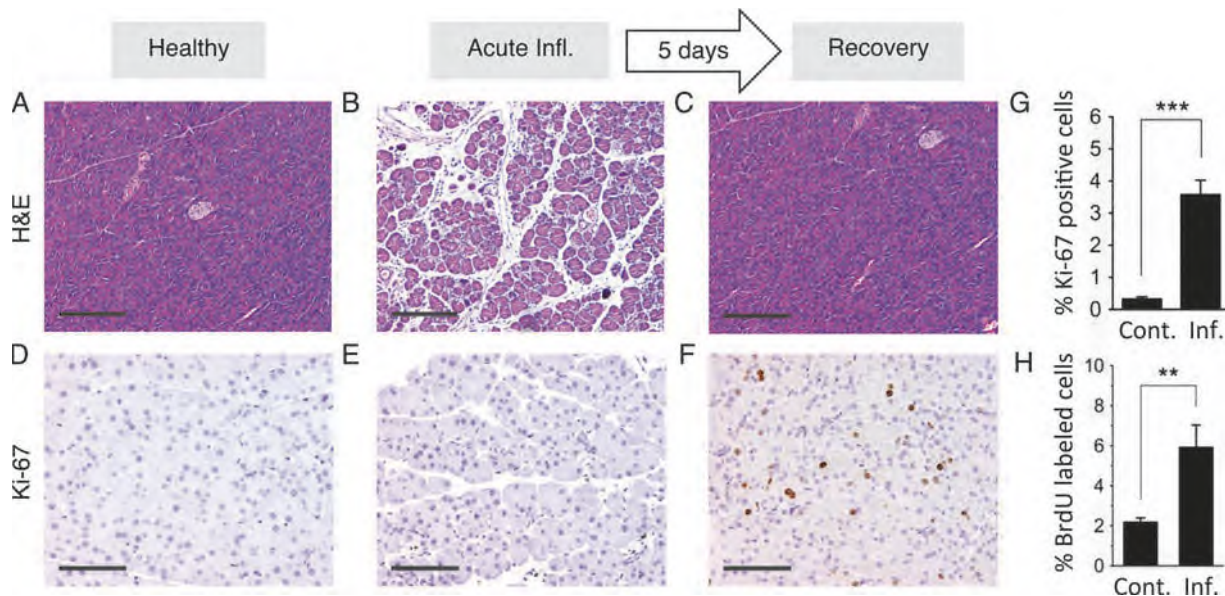 Healthy
Acute Infl.
5 days
Recovery
A
B
C
G
H&E
% Ki-67 positive cells
6
5
4
3
2
1
0
***
Cont. Inf.
D
E
F
H
Ki-67
% BrdU labeled cells
10
8
6
4
2
0
**
Cont. Inf.